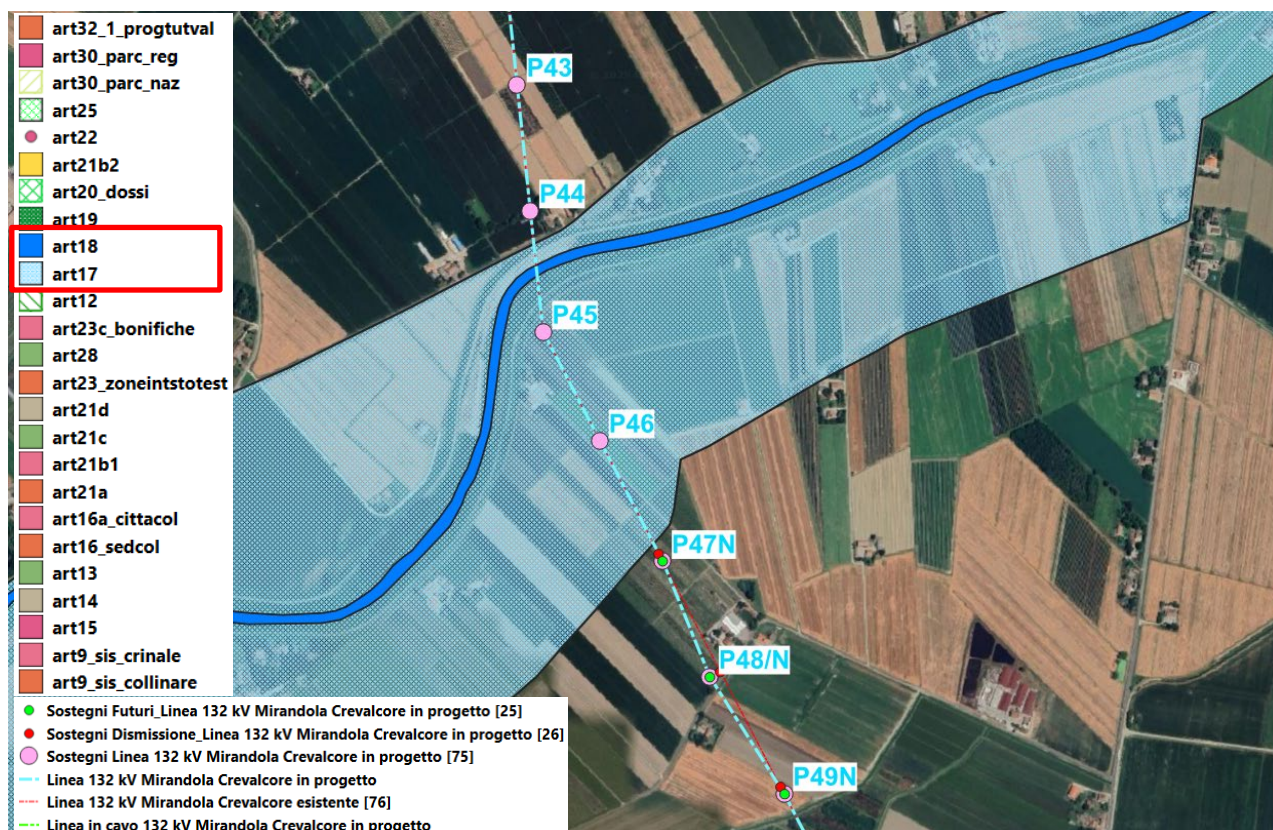 art32_1_progtutval
art30_parc_reg
art30_parc_naz
art25
art22
art21b2
art20_dossi
art19
art18
art17
art12
art23c_bonifiche
art28
art23_zoneintstotest
art21d
art21c
art21b1
art21a
art16a_cittacol
art16_sedcol
art13
art14
art15
art9_sis_crinale
art9_sis_collinare
Sostegni Futuri_Linea 132 kV Mirandola Crevalcore in progetto [25]
Sostegni Dismissione_Linea 132 kV Mirandola Crevalcore in progetto [26]
Sostegni Linea 132 kV Mirandola Crevalcore in progetto [75]
Linea 132 kV Mirandola Crevalcore in progetto
Linea 132 kV Mirandola Crevalcore esistente [76]
Linea in cavo 132 kV Mirandola Crevalcore in progetto
P43
P44
P45
P46
P47N
P48/N
P49N